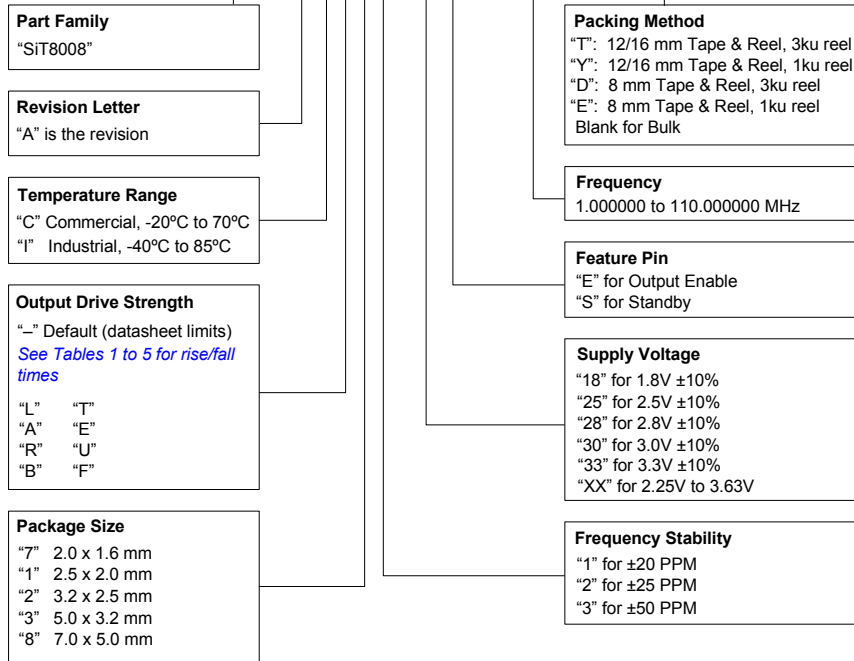 Part Family
“SiT8008”
Revision Letter
“A” is the revision
Temperature Range
“C” Commercial, -20ºC to 70ºC
“I” Industrial, -40ºC to 85ºC
Output Drive Strength
“–” Default (datasheet limits)
See Tables 1 to 5 for rise/fall
times
“L” “T”
“A” “E”
“R” “U”
“B” “F”
Package Size
“7” 2.0 x 1.6 mm
“1” 2.5 x 2.0 mm
“2” 3.2 x 2.5 mm
“3” 5.0 x 3.2 mm
“8” 7.0 x 5.0 mm
Packing Method
“T”: 12/16 mm Tape & Reel, 3ku reel
“Y”: 12/16 mm Tape & Reel, 1ku reel
“D”: 8 mm Tape & Reel, 3ku reel
“E”: 8 mm Tape & Reel, 1ku reel
Blank for Bulk
Frequency
1.000000 to 110.000000 MHz
Feature Pin
“E” for Output Enable
“S” for Standby
Supply Voltage
“18” for 1.8V ±10%
“25” for 2.5V ±10%
“28” for 2.8V ±10%
“30” for 3.0V ±10%
“33” for 3.3V ±10%
“XX” for 2.25V to 3.63V
Frequency Stability
“1” for ±20 PPM
“2” for ±25 PPM
“3” for ±50 PPM